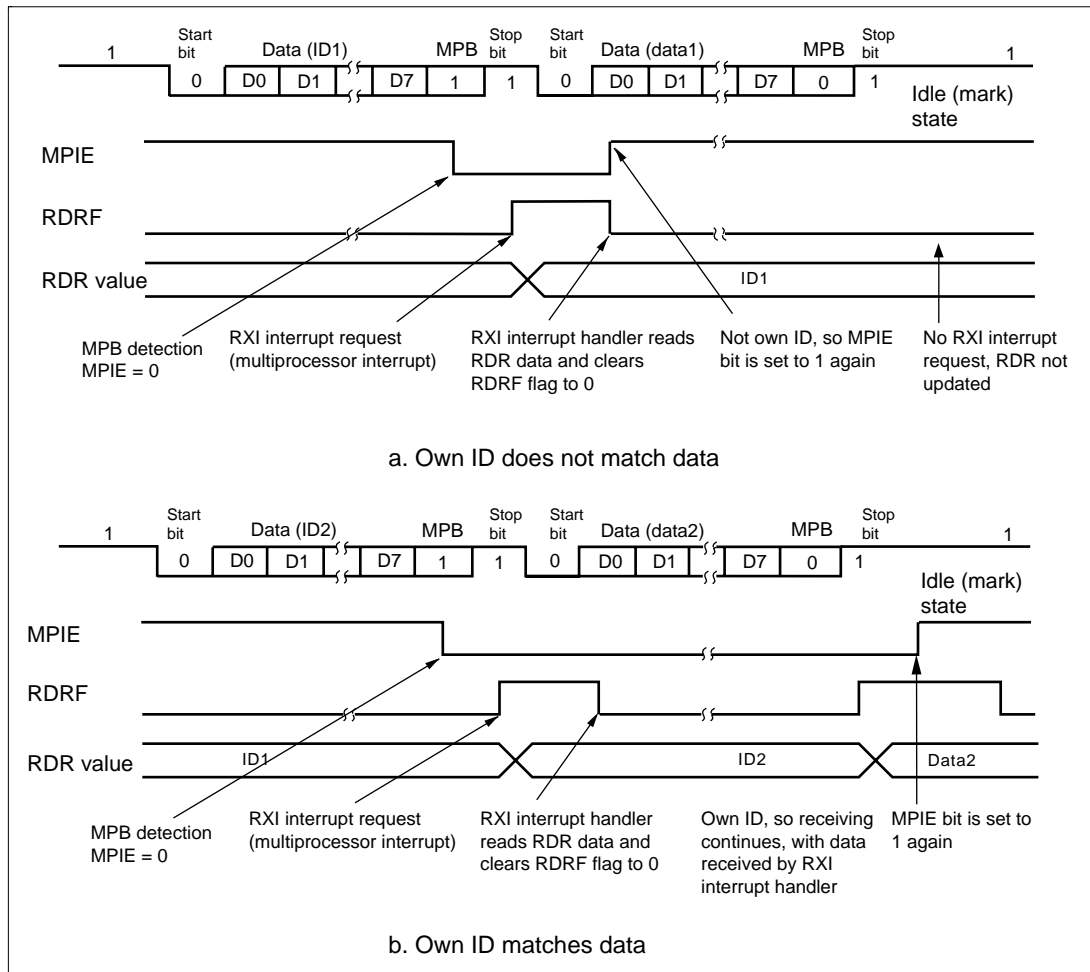 Start bit Data (ID1) MPB Stop bit Start bit Data (data1) MPB Stop bit
1 1
0 D0 D1 D7 1 1 0 D0 D1 D7 0 1
Idle (mark) state
MPIE
RDRF
RDR value ID1
MPB detection
MPIE = 0
RXI interrupt request
(multiprocessor interrupt)
RXI interrupt handler reads
RDR data and clears
RDRF flag to 0
Not own ID, so MPIE
bit is set to 1 again
No RXI interrupt
request, RDR not
updated
a. Own ID does not match data
Start bit Data (ID2) MPB Stop bit Start bit Data (data2) MPB Stop bit
1 1
0 D0 D1 D7 1 1 0 D0 D1 D7 0 1
Idle (mark) state
MPIE
RDRF
RDR value ID1 ID2 Data2
MPB detection
MPIE = 0
RXI interrupt request
(multiprocessor interrupt)
RXI interrupt handler
reads RDR data and
clears RDRF flag to 0
Own ID, so receiving
continues, with data
received by RXI
interrupt handler
MPIE bit is set to
1 again
b. Own ID matches data